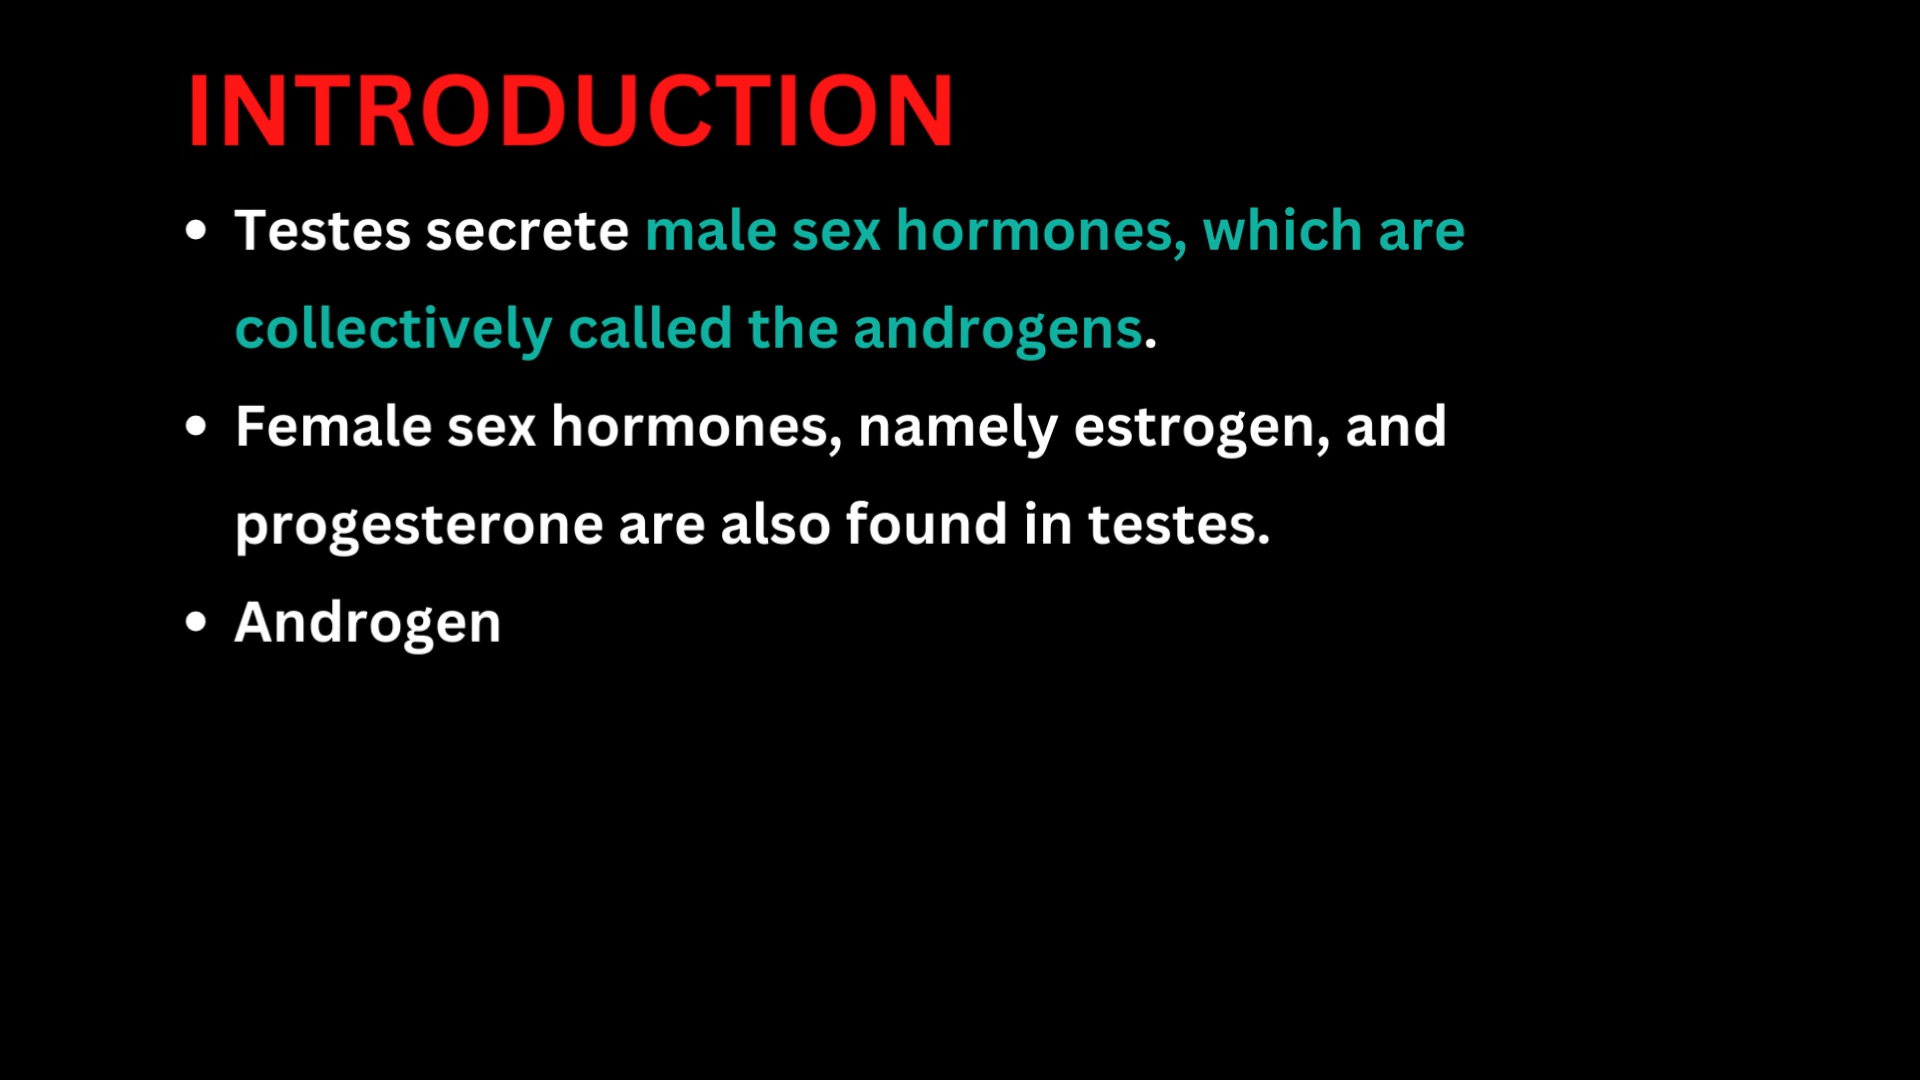 INTRODUCTION
• Testes secrete male sex hormones, which are
collectively called the androgens.
• Female sex hormones, namely estrogen, and
progesterone are also found in testes.
• Androgen